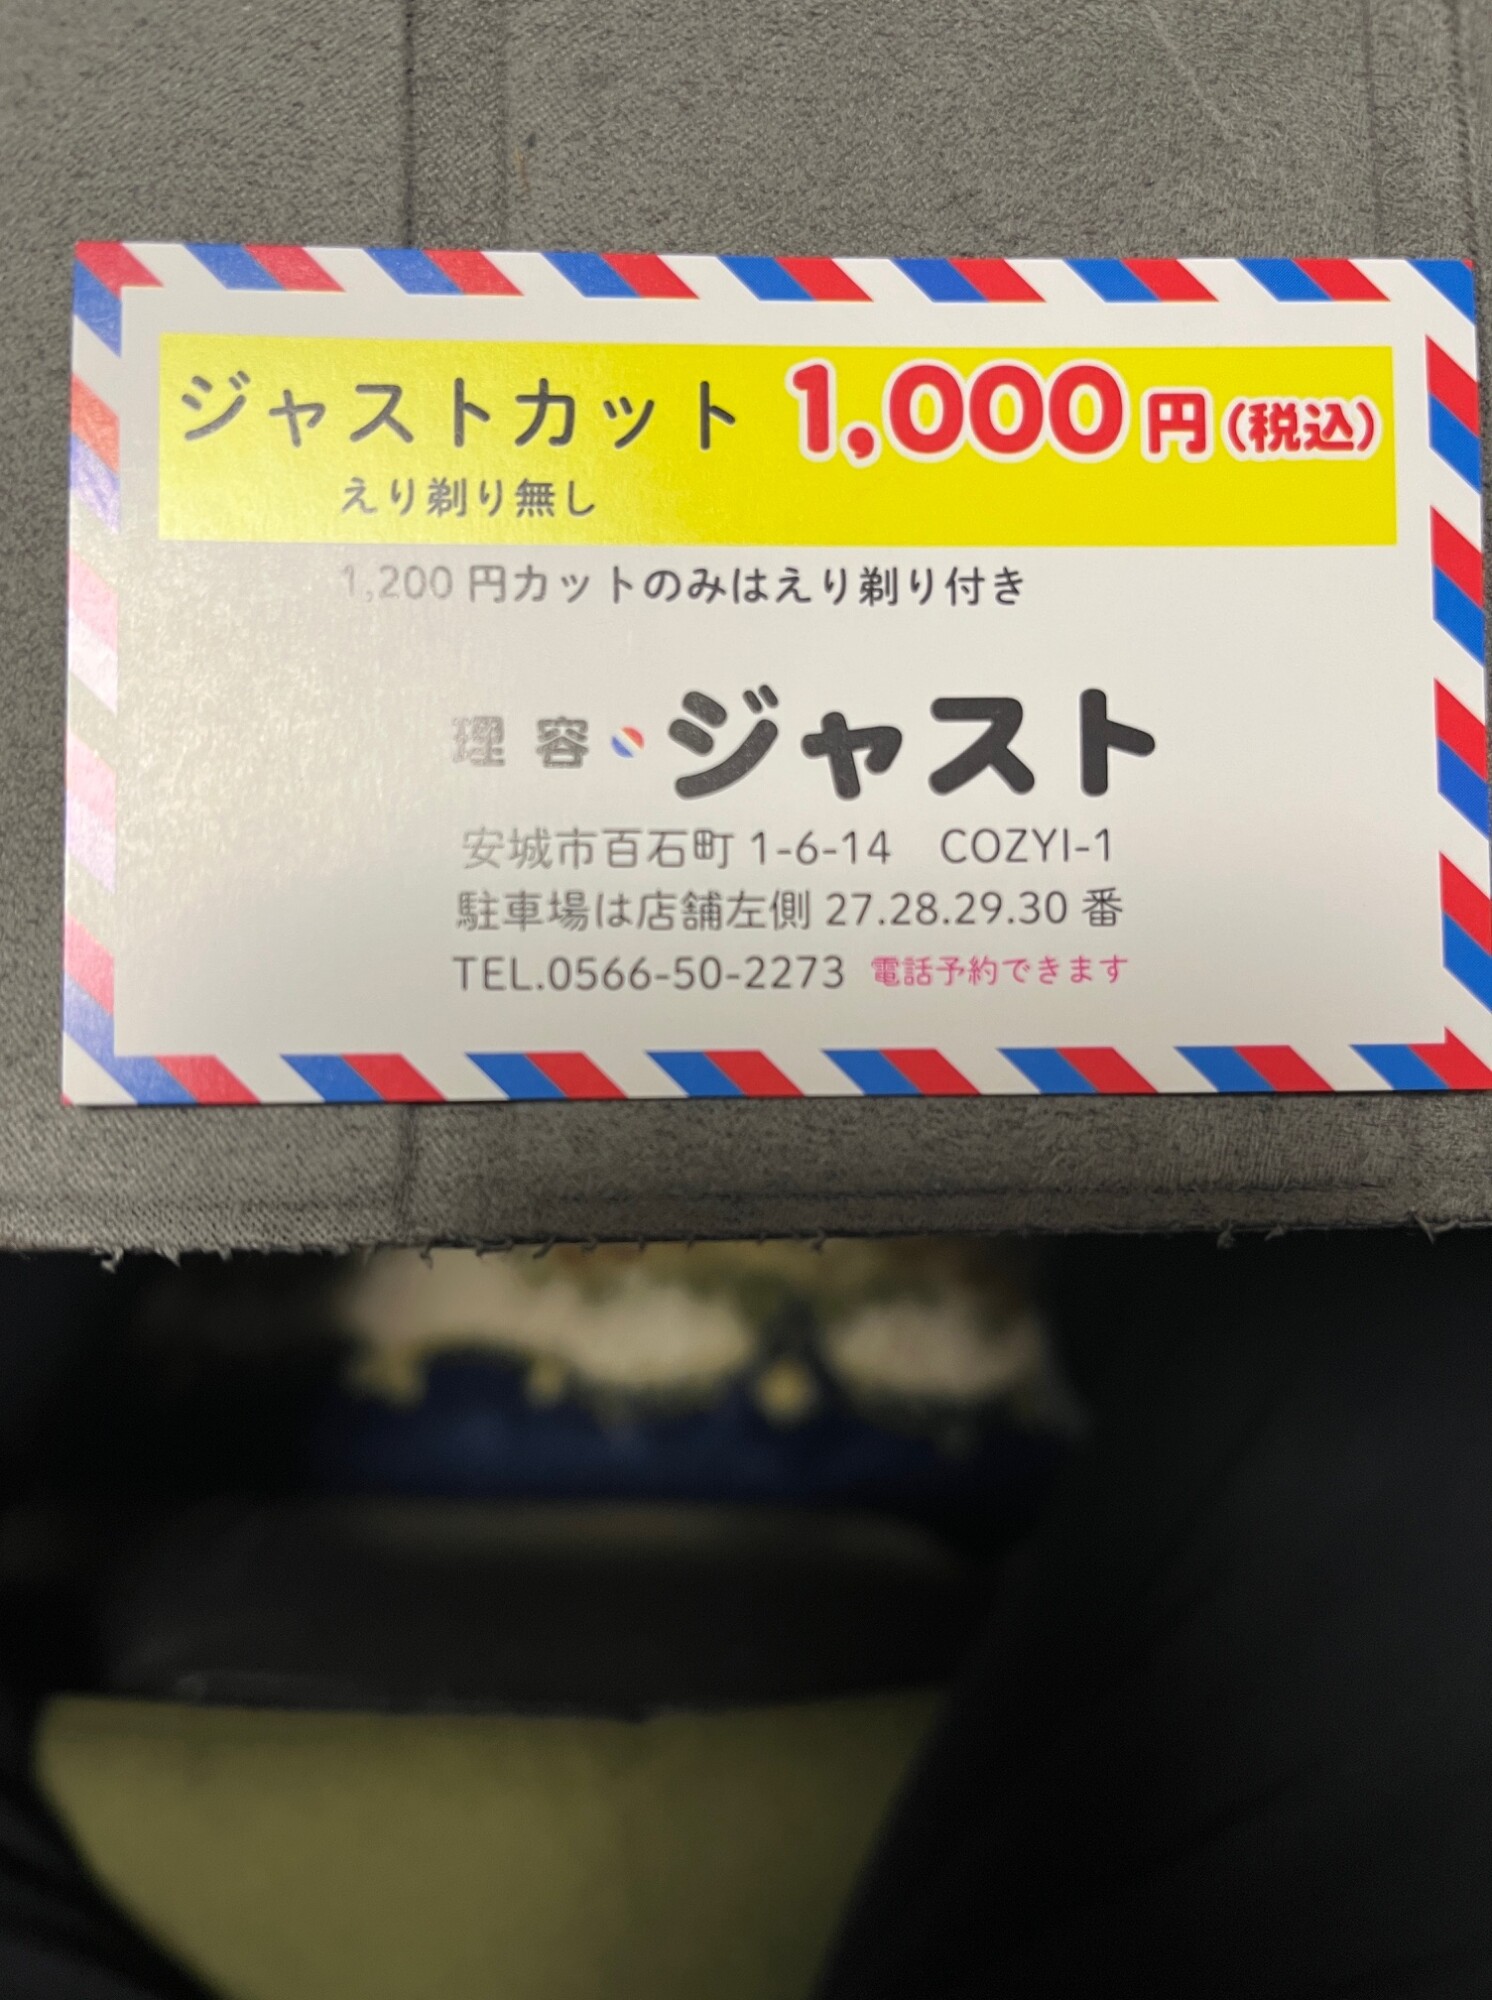 ジャストカット 1,000円(税込)
えり剃り無し
1,200円カットのみはえり剃り付き
理容 ジャスト
安城市百石町1-6-14 COZYI-1
駐車場は店舗左側27.28.29.30番
TEL.0566-50-2273 電話予約できます